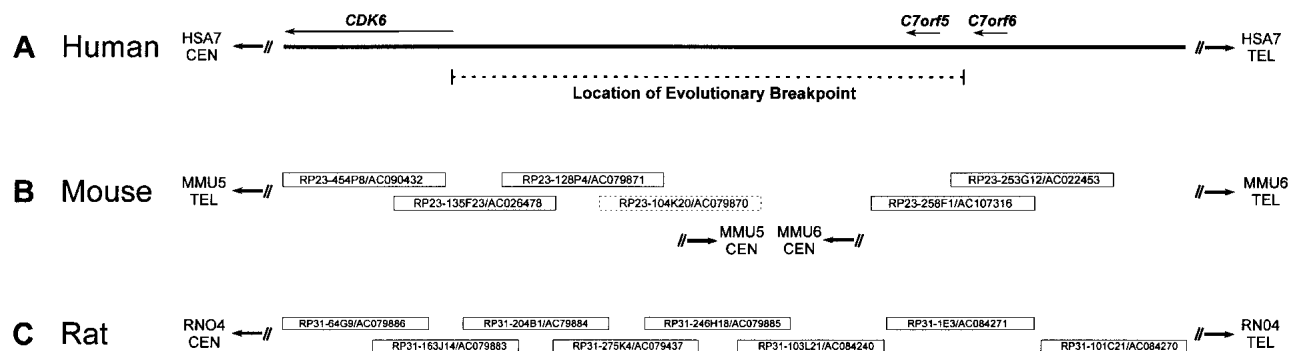 CDK6
C7orf5 C7orf6
A Human HSA7 CEN HSA7 TEL
Location of Evolutionary Breakpoint
B Mouse MMU5 TEL MMU6 TEL
RP23-454P8/AC090432 RP23-128P4/AC079871 RP23-253G12/AC022453
RP23-135F23/AC026478 RP23-104K20/AC079870 RP23-258F1/AC107316
MMU5 CEN MMU6 CEN
C Rat RNO4 CEN RN04 TEL
RP31-64G9/AC079886 RP31-204B1/AC79884 RP31-246H18/AC079885 RP31-1E3/AC084271
RP31-163J14/AC079883 RP31-275K4/AC079437 RP31-103L21/AC084240 RP31-101C21/AC084270